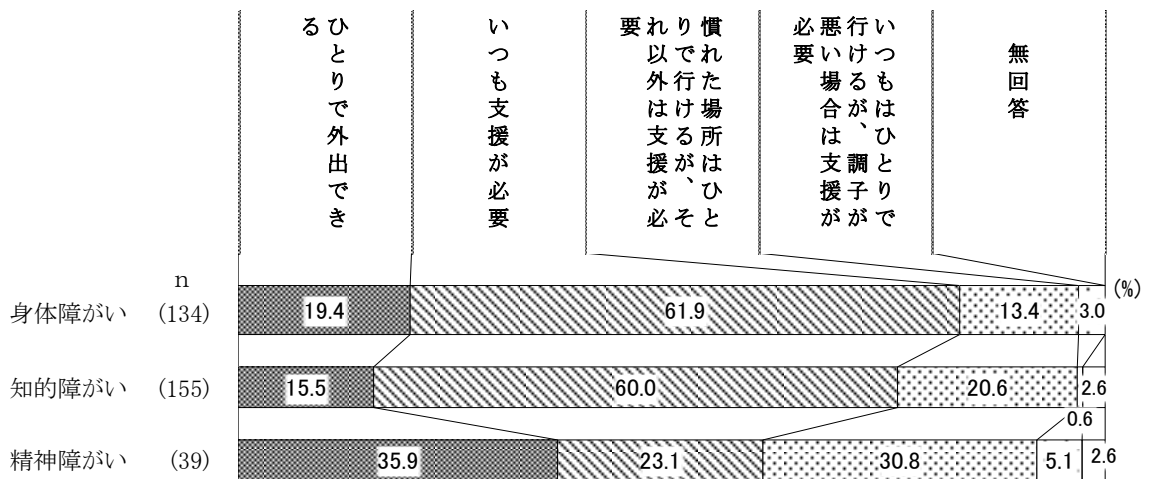 ひとりで外出でき
る
いつも支援が必要
慣れた場所はひと
りで行けるが、そ
れ以外は支援が必
要
いつもはひとりで
行けるが、調子が
悪い場合は支援が
必要
無回答
n
(%)
身体障がい (134) 19.4 61.9 13.4 3.0
知的障がい (155) 15.5 60.0 20.6 2.6
0.6
精神障がい (39) 35.9 23.1 30.8 5.1 2.6